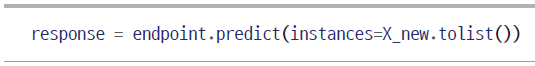 response = endpoint.predict(instances=X_new.tolist())